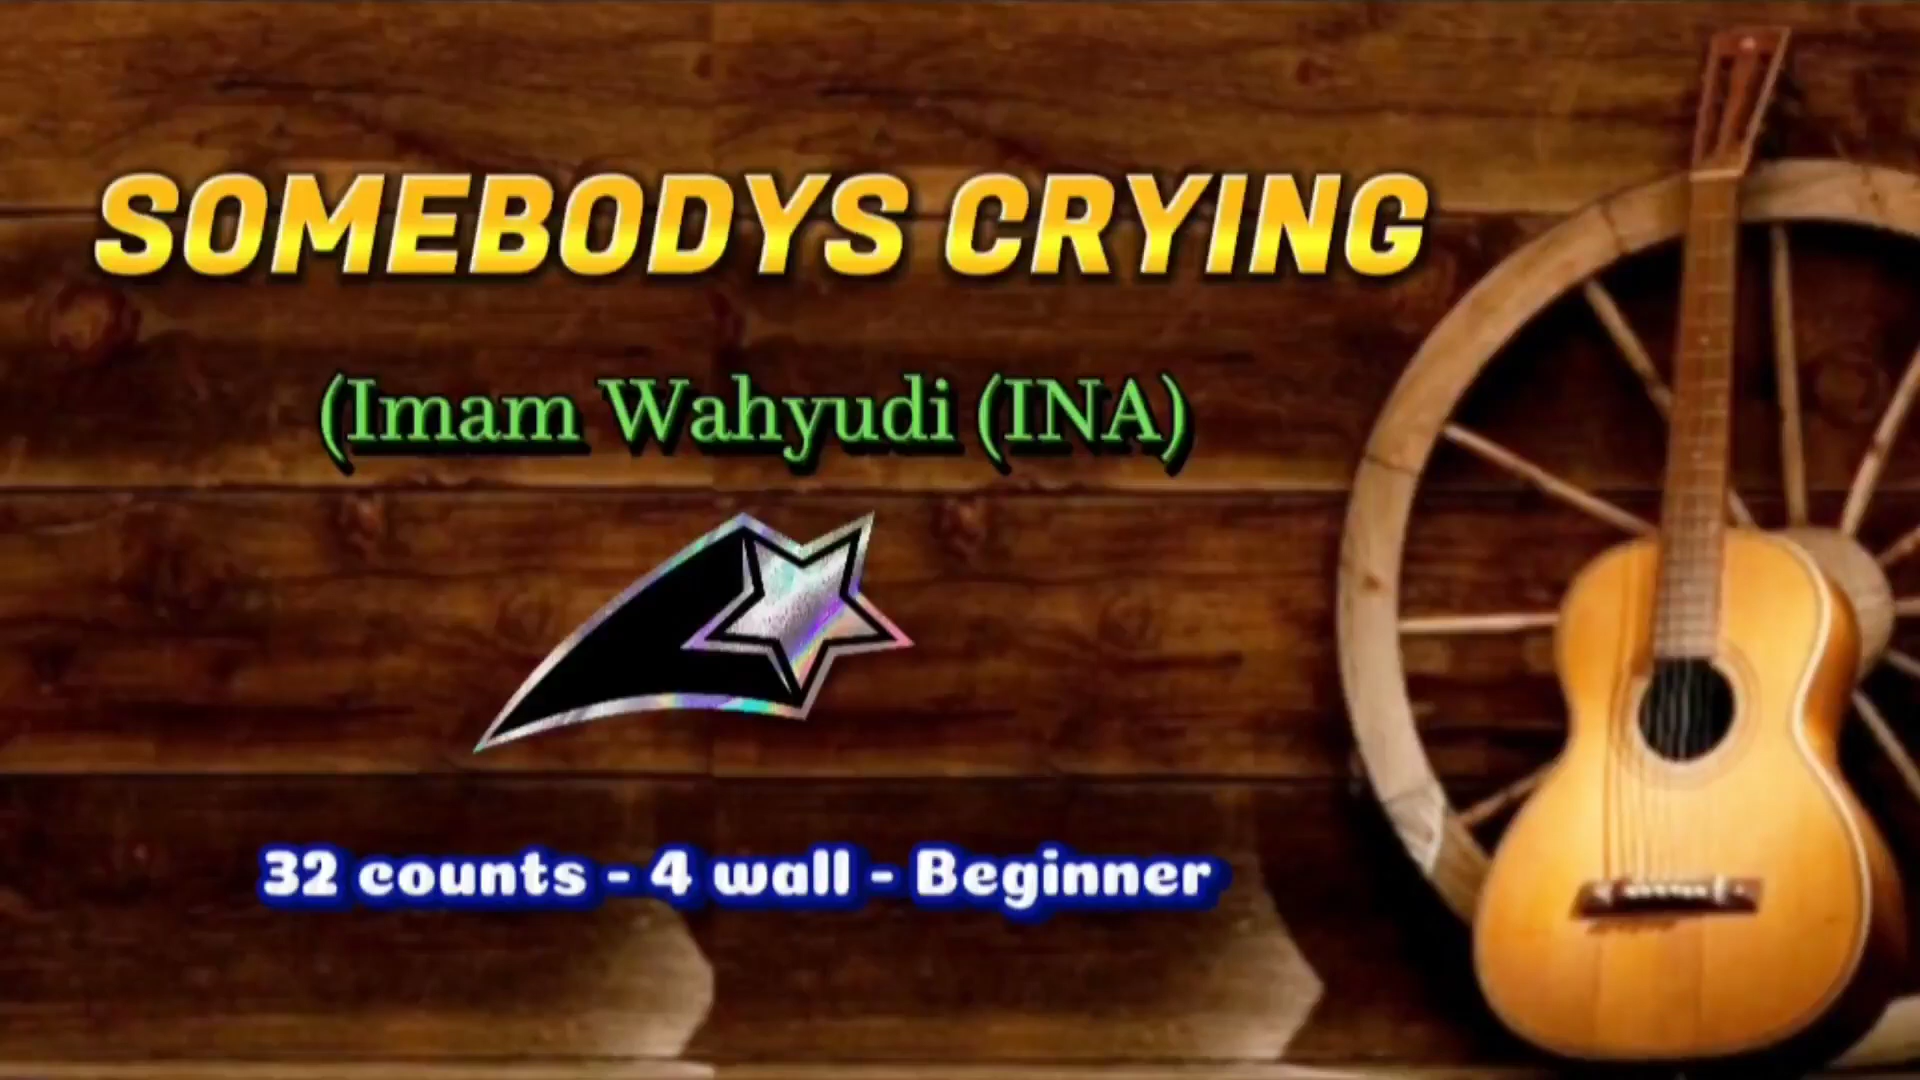 SOMEBODYS CRYING
(Imam Wahyudi (INA)
32 counts - 4 wall - Beginner